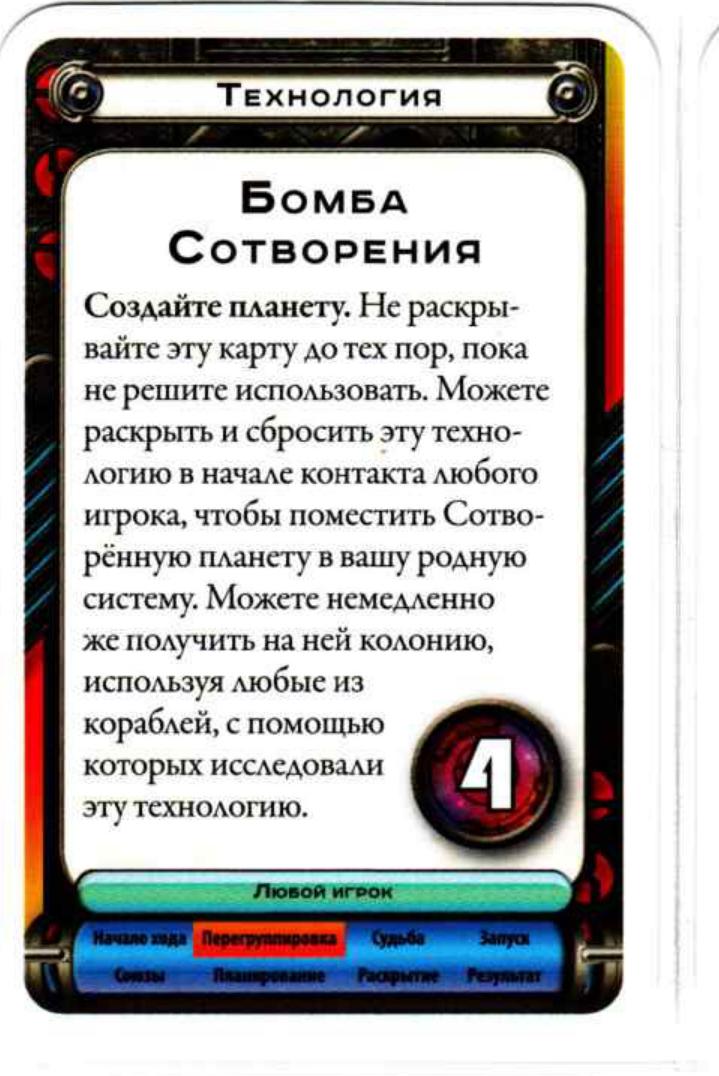 Технология
Бомба
Сотворения
Создайте планету. Не раскры-
вайте эту карту до тех пор, пока
не решите использовать. Можете
раскрыть и сбросить эту техно-
логию в начале контакта любого
игрока, чтобы поместить Сотво-
рённую планету в вашу родную
систему. Можете немедленно
же получить на ней колонию,
используя любые из
кораблей, с помощью
которых исследовали
эту технологию.
4
Любой игрок
Начало хода Перегруппировка Судьба Запуск
Союзы Планирование Раскрытие Результат